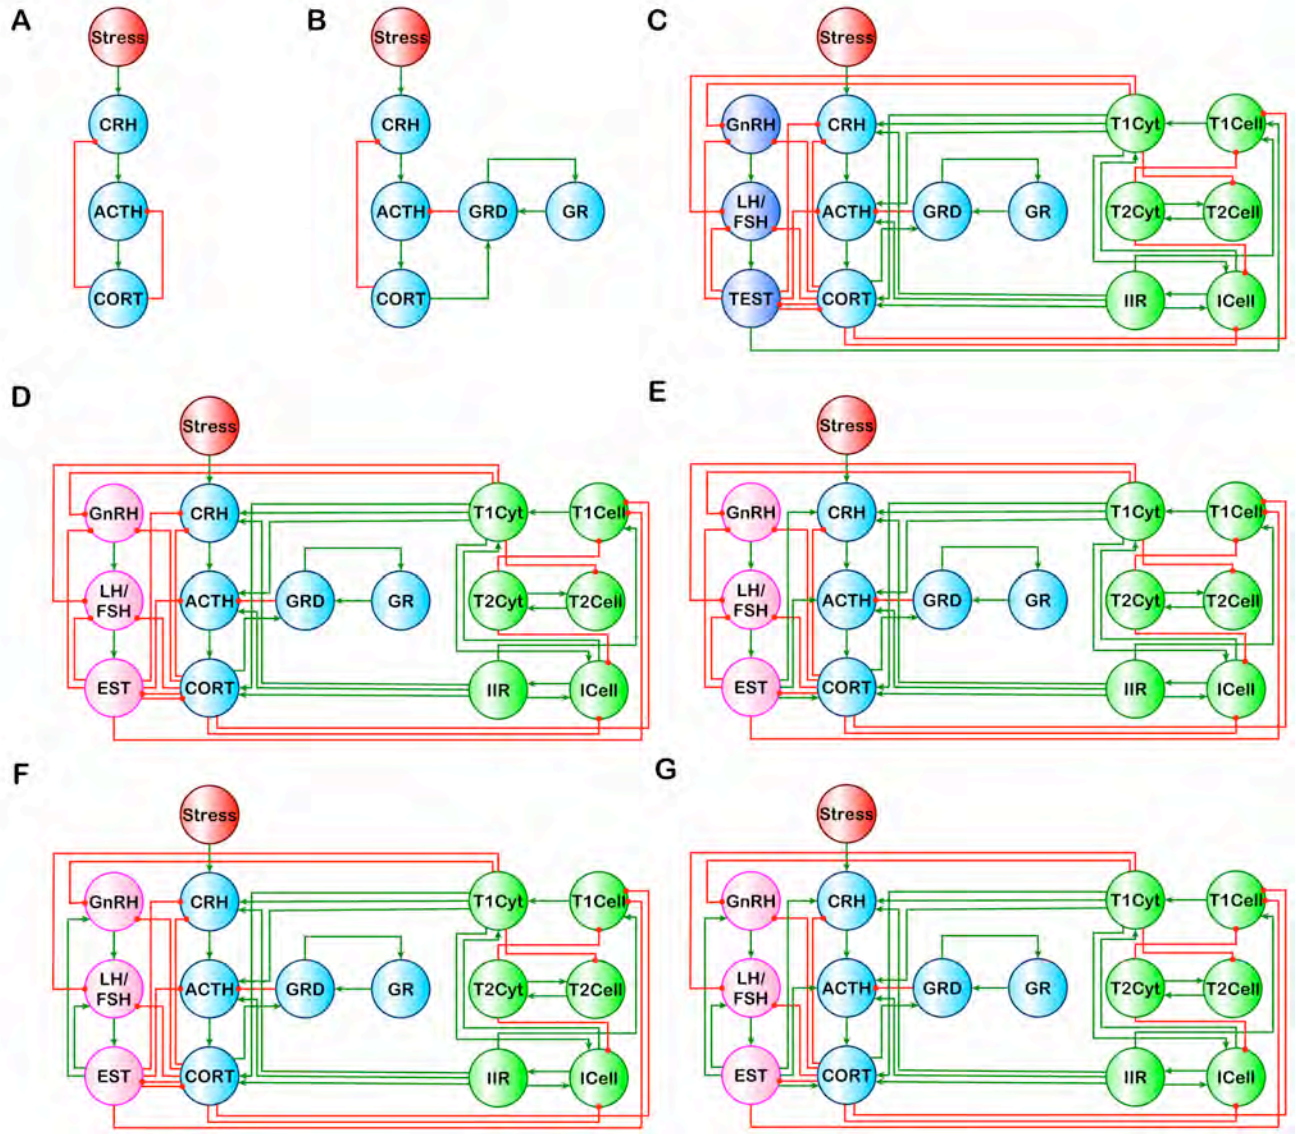 A
Stress
CRH
ACTH
CORT
B
Stress
CRH
ACTH
GRD
GR
CORT
C
Stress
GnRH
CRH
T1Cyt
T1Cell
LH/
FSH
ACTH
GRD
GR
T2Cyt
T2Cell
TEST
CORT
IIR
ICell
D
Stress
GnRH
CRH
T1Cyt
T1Cell
LH/
FSH
ACTH
GRD
GR
T2Cyt
T2Cell
EST
CORT
IIR
ICell
E
Stress
GnRH
CRH
T1Cyt
T1Cell
LH/
FSH
ACTH
GRD
GR
T2Cyt
T2Cell
EST
CORT
IIR
ICell
F
Stress
GnRH
CRH
T1Cyt
T1Cell
LH/
FSH
ACTH
GRD
GR
T2Cyt
T2Cell
EST
CORT
IIR
ICell
G
Stress
GnRH
CRH
T1Cyt
T1Cell
LH/
FSH
ACTH
GRD
GR
T2Cyt
T2Cell
EST
CORT
IIR
ICell